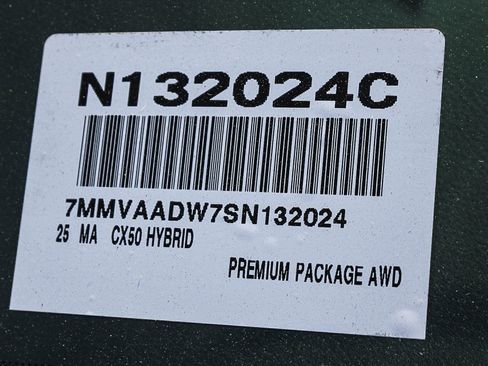 N132024C
7MMVAADW7SN132024
25 MA CX50 HYBRID
PREMIUM PACKAGE AWD